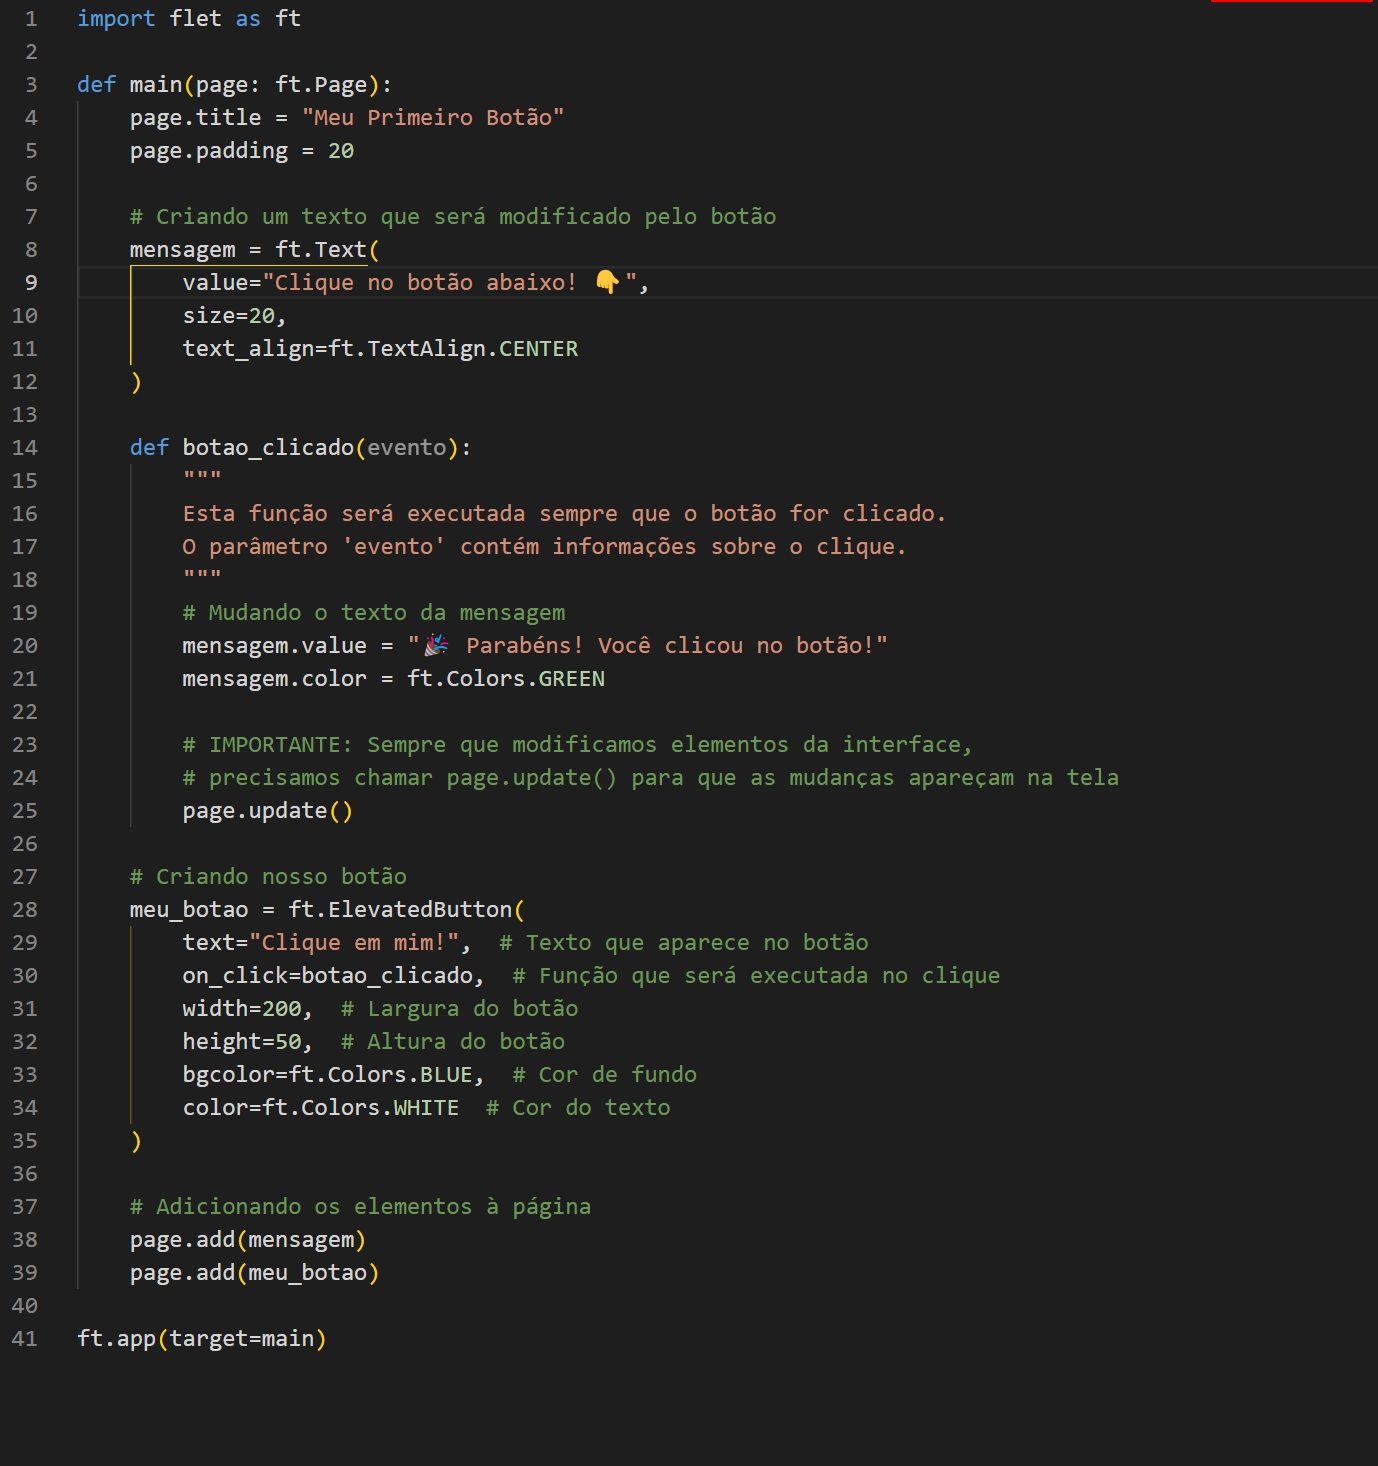 1 import flet as ft
2
3 def main(page: ft.Page):
4     page.title = "Meu Primeiro Botão"
5     page.padding = 20
6
7     # Criando um texto que será modificado pelo botão
8     mensagem = ft.Text(
9         value="Clique no botão abaixo! 👇",
10         size=20,
11         text_align=ft.TextAlign.CENTER
12     )
13
14     def botao_clicado(evento):
15         """
16         Esta função será executada sempre que o botão for clicado.
17         O parâmetro 'evento' contém informações sobre o clique.
18         """
19         # Mudando o texto da mensagem
20         mensagem.value = "🎉 Parabéns! Você clicou no botão!"
21         mensagem.color = ft.Colors.GREEN
22
23         # IMPORTANTE: Sempre que modificamos elementos da interface,
24         # precisamos chamar page.update() para que as mudanças apareçam na tela
25         page.update()
26
27     # Criando nosso botão
28     meu_botao = ft.ElevatedButton(
29         text="Clique em mim!",  # Texto que aparece no botão
30         on_click=botao_clicado,  # Função que será executada no clique
31         width=200,  # Largura do botão
32         height=50,  # Altura do botão
33         bgcolor=ft.Colors.BLUE,  # Cor de fundo
34         color=ft.Colors.WHITE  # Cor do texto
35     )
36
37     # Adicionando os elementos à página
38     page.add(mensagem)
39     page.add(meu_botao)
40
41 ft.app(target=main)